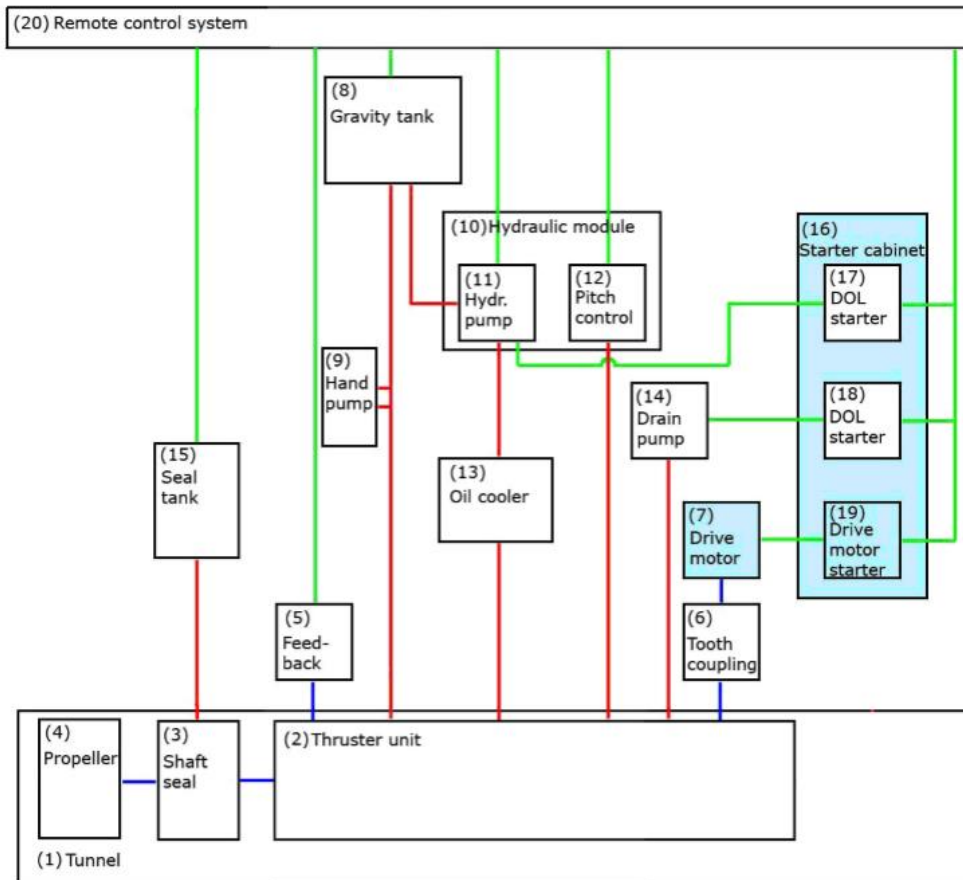 (20) Remote control system
(8)
Gravity tank
(10) Hydraulic module
(11)
Hydr.
pump
(12)
Pitch
control
(16)
Starter cabinet
(17)
DOL
starter
(9)
Hand
pump
(14)
Drain
pump
(18)
DOL
starter
(15)
Seal
tank
(13)
Oil cooler
(7)
Drive
motor
(19)
Drive
motor
starter
(5)
Feed-
back
(6)
Tooth
coupling
(4)
Propeller
(3)
Shaft
seal
(2) Thruster unit
(1) Tunnel